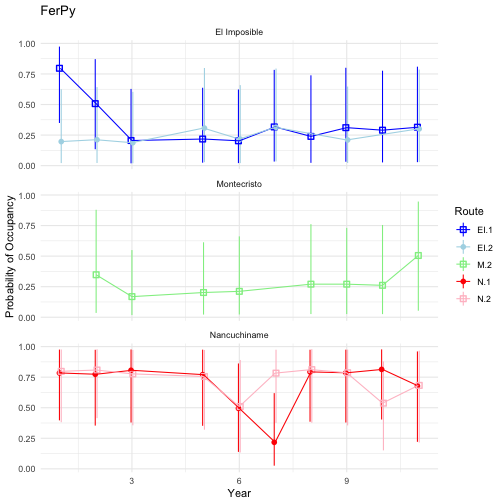 FerPy
El Imposible
1.00
0.75
0.50
0.25
0.00
Montecristo
1.00
0.75
0.50
0.25
0.00
Nancuchiname
1.00
0.75
0.50
0.25
0.00
3
6
9
Year
Probability of Occupancy
Route
EI.1
EI.2
M.2
N.1
N.2